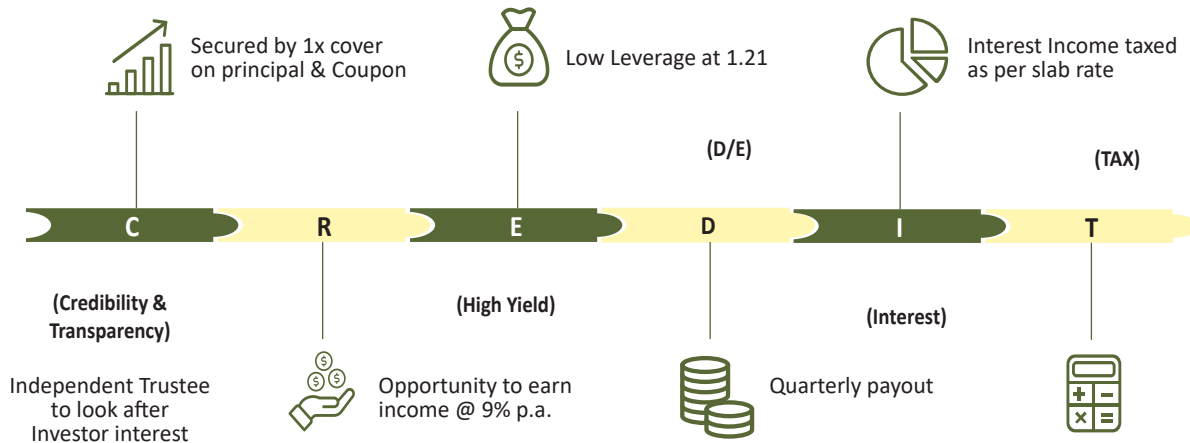 Secured by 1x cover
on principal & Coupon
Low Leverage at 1.21
Interest Income taxed
as per slab rate
(D/E)
(TAX)
C
R
E
D
I
T
(Credibility &
Transparency)
(High Yield)
(Interest)
Independent Trustee
to look after
Investor interest
Opportunity to earn
income @ 9% p.a.
Quarterly payout